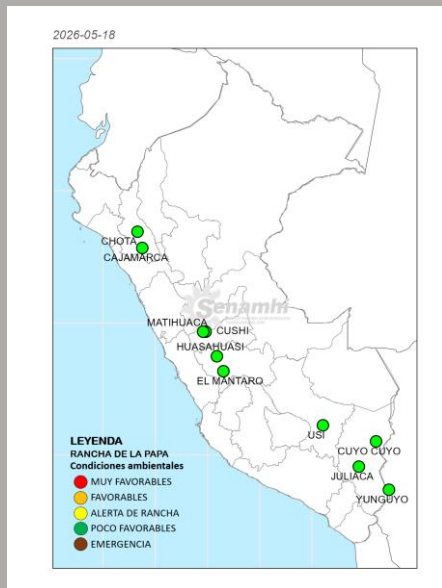 2026-05-18
CHOTA
CAJAMARCA
Senamhi
MATIHUACA
CUSHI
HUASAHUASI
EL MANTARO
USI
CUYO CUYO
JULIACA
YUNGUYO
LEYENDA
RANCHA DE LA PAPA
Condiciones ambientales
MUY FAVORABLES
FAVORABLES
ALERTA DE RANCHA
POCO FAVORABLES
EMERGENCIA